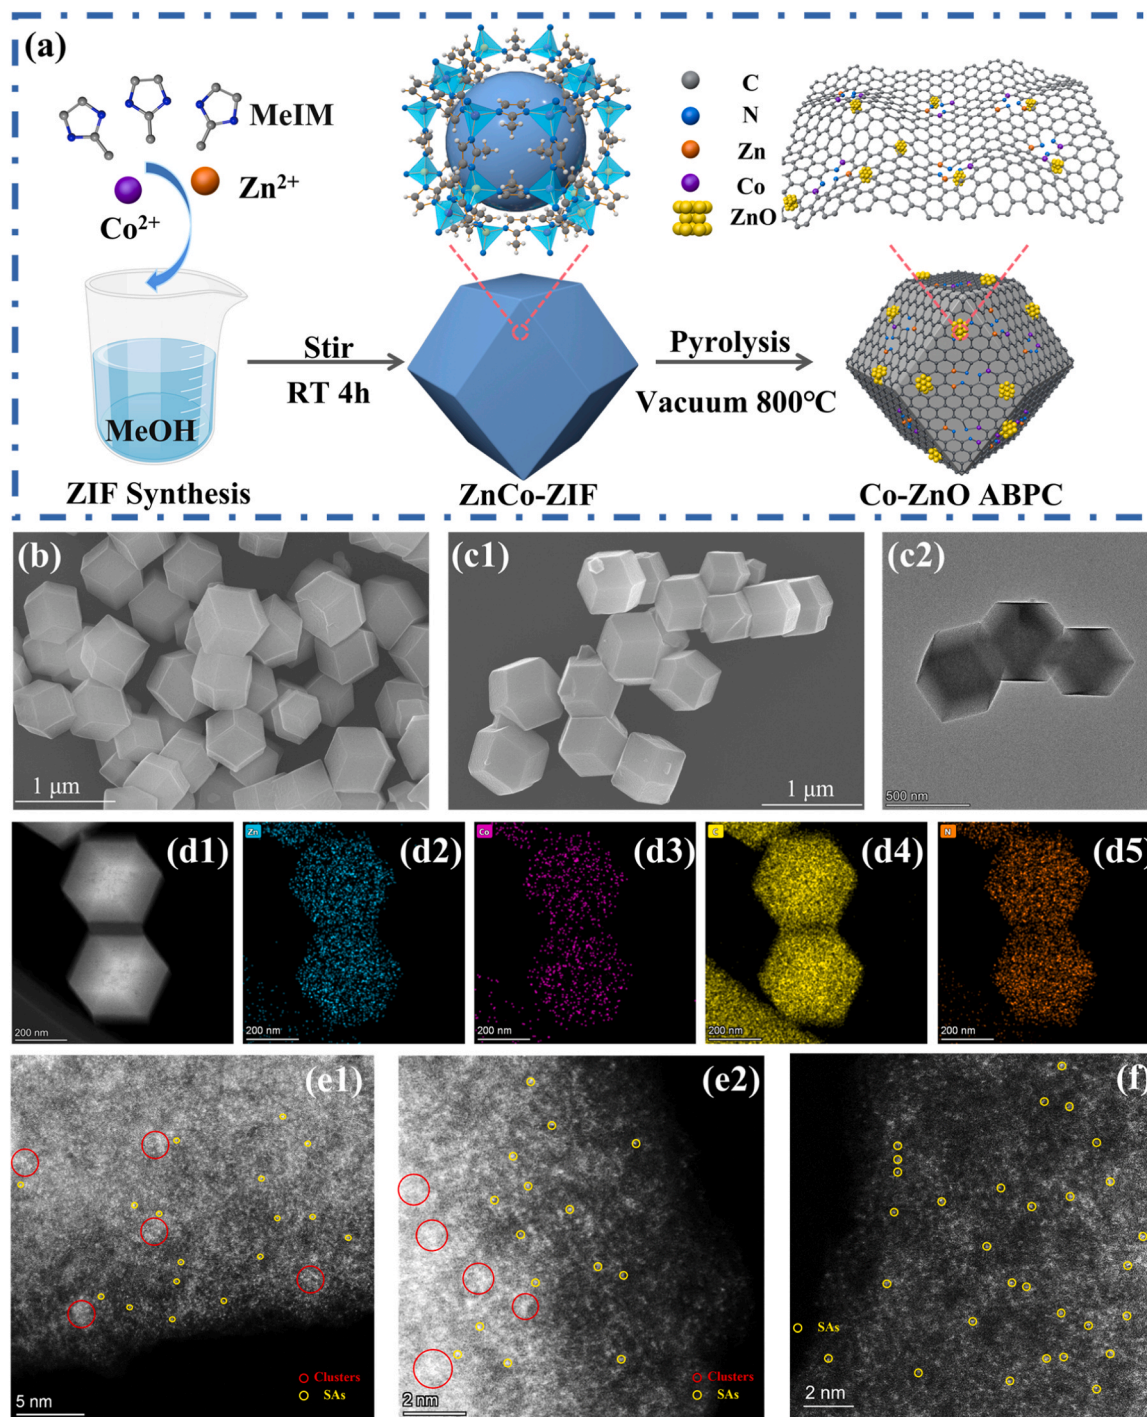 (a)
MeIM
Zn2+
Co2+
MeOH
ZIF Synthesis
Stir
RT 4h
ZnCo-ZIF
C
N
Zn
Co
ZnO
Pyrolysis
Vacuum 800℃
Co-ZnO ABPC
(b)
1 μm
(c1)
1 μm
(c2)
500 nm
(d1)
200 nm
Zn
(d2)
200 nm
Co
(d3)
200 nm
C
(d4)
200 nm
N
(d5)
200 nm
(e1)
Clusters
SAs
5 nm
(e2)
Clusters
SAs
2 nm
(f)
SAs
2 nm